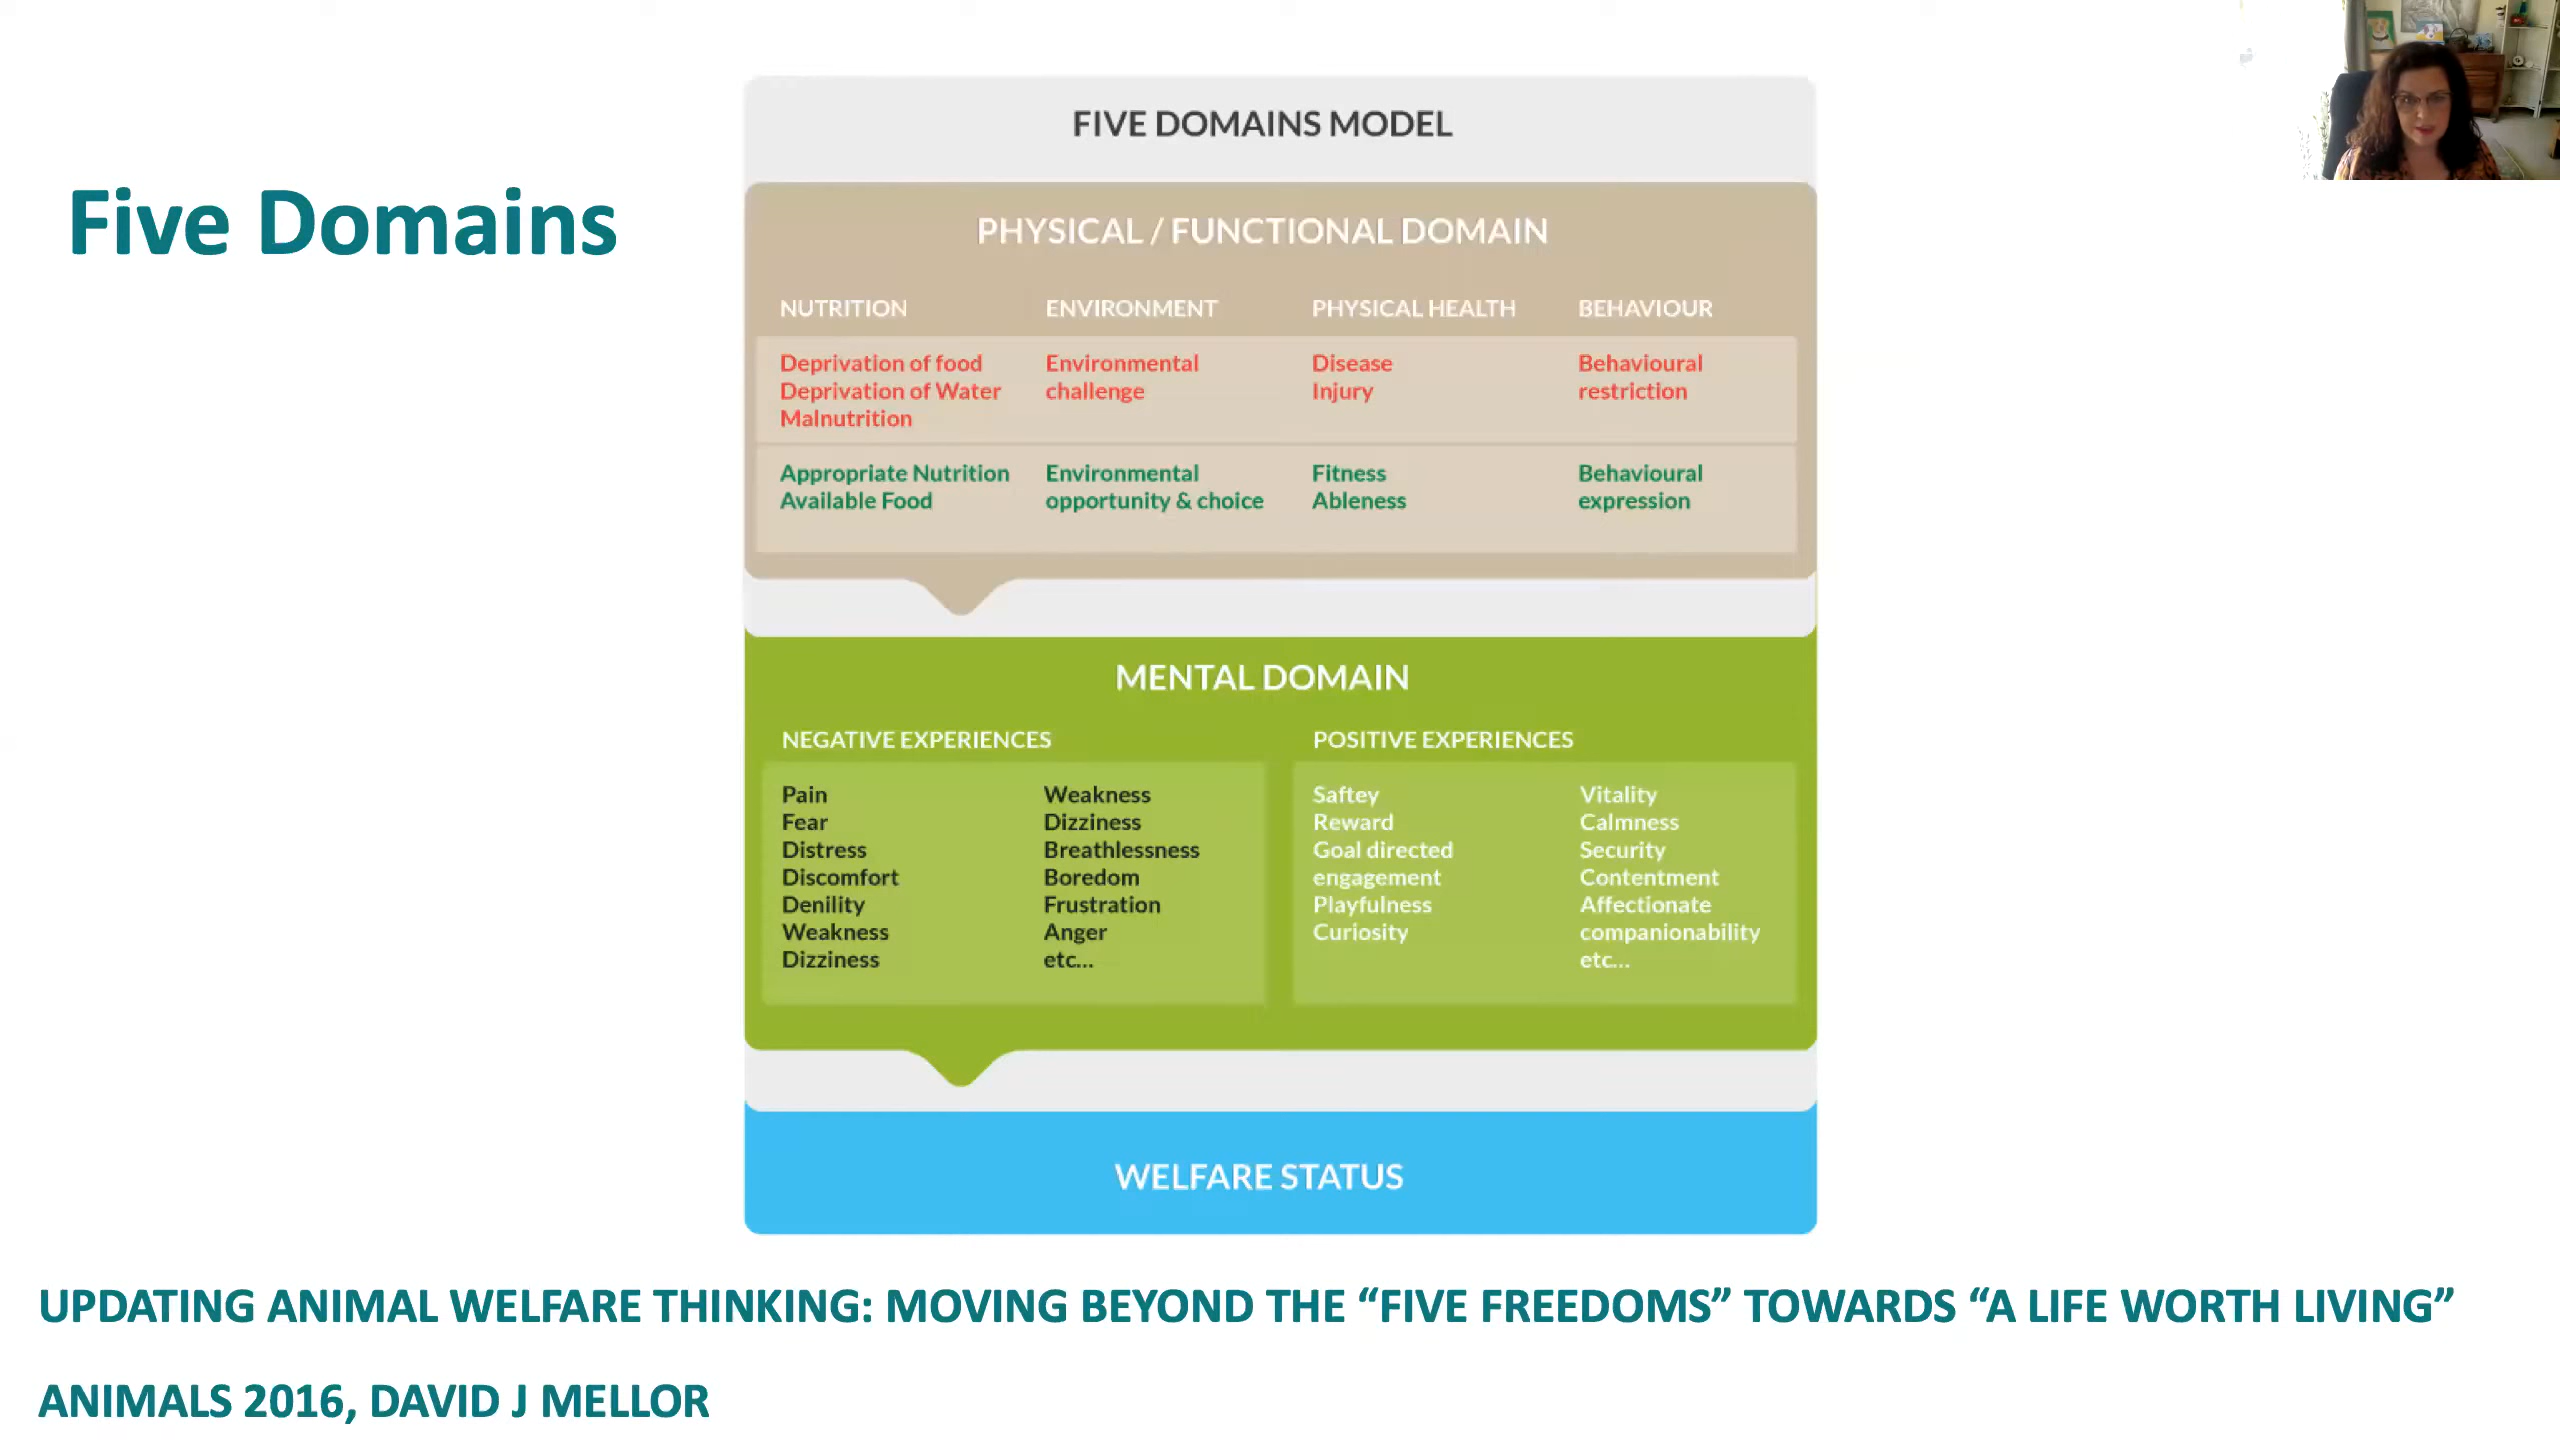 Five Domains
FIVE DOMAINS MODEL
PHYSICAL / FUNCTIONAL DOMAIN
NUTRITION
Deprivation of food
Deprivation of Water
Malnutrition
Appropriate Nutrition
Available Food
ENVIRONMENT
Environmental
challenge
Environmental
opportunity & choice
PHYSICAL HEALTH
Disease
Injury
Fitness
Ableness
BEHAVIOUR
Behavioural
restriction
Behavioural
expression
MENTAL DOMAIN
NEGATIVE EXPERIENCES
Pain
Fear
Distress
Discomfort
Denility
Weakness
Dizziness
Weakness
Dizziness
Breathlessness
Boredom
Frustration
Anger
etc...
POSITIVE EXPERIENCES
Saftey
Reward
Goal directed
engagement
Playfulness
Curiosity
Vitality
Calmness
Security
Contentment
Affectionate
companionability
etc...
WELFARE STATUS
UPDATING ANIMAL WELFARE THINKING: MOVING BEYOND THE “FIVE FREEDOMS” TOWARDS “A LIFE WORTH LIVING”
ANIMALS 2016, DAVID J MELLOR